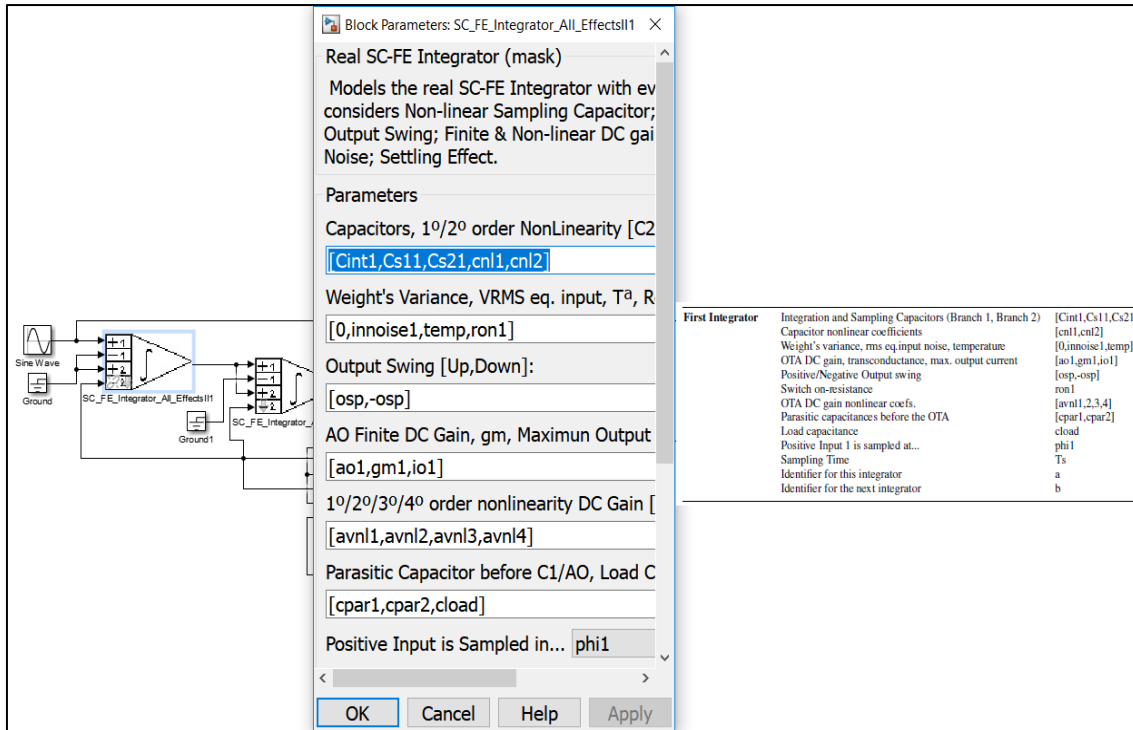 Block Parameters: SC_FE_Integrator_All_EffectsII1
Real SC-FE Integrator (mask)
Models the real SC-FE Integrator with ev
considers Non-linear Sampling Capacitor;
Output Swing; Finite & Non-linear DC gai
Noise; Settling Effect.
Parameters
Capacitors, 1º/2º order NonLinearity [C2
[Cint1,Cs11,Cs21,cnl1,cnl2]
Weight's Variance, VRMS eq. input, Tª, R
[0,innoise1,temp,ron1]
Output Swing [Up,Down]:
[osp,-osp]
AO Finite DC Gain, gm, Maximun Output
[ao1,gm1,io1]
1º/2º/3º/4º order nonlinearity DC Gain [
[avnl1,avnl2,avnl3,avnl4]
Parasitic Capacitor before C1/AO, Load C
[cpar1,cpar2,cload]
Positive Input is Sampled in... phi1
OK Cancel Help Apply
Sine Wave
Ground
+1
-1
+2
SC_FE_Integrator_All_EffectsII1
+1
-1
+2
SC_FE_Integrator_A
Ground1
First Integrator Integration and Sampling Capacitors (Branch 1, Branch 2) [Cint1,Cs11,Cs21
Capacitor nonlinear coefficients [cnl1,cnl2]
Weight's variance, rms eq.input noise, temperature [0,innoise1,temp]
OTA DC gain, transconductance, max. output current [ao1,gm1,io1]
Positive/Negative Output swing [osp,-osp]
Switch on-resistance ron1
OTA DC gain nonlinear coefs. [avnl1,2,3,4]
Parasitic capacitances before the OTA [cpar1,cpar2]
Load capacitance cload
Positive Input 1 is sampled at... phi1
Sampling Time Ts
Identifier for this integrator a
Identifier for the next integrator b